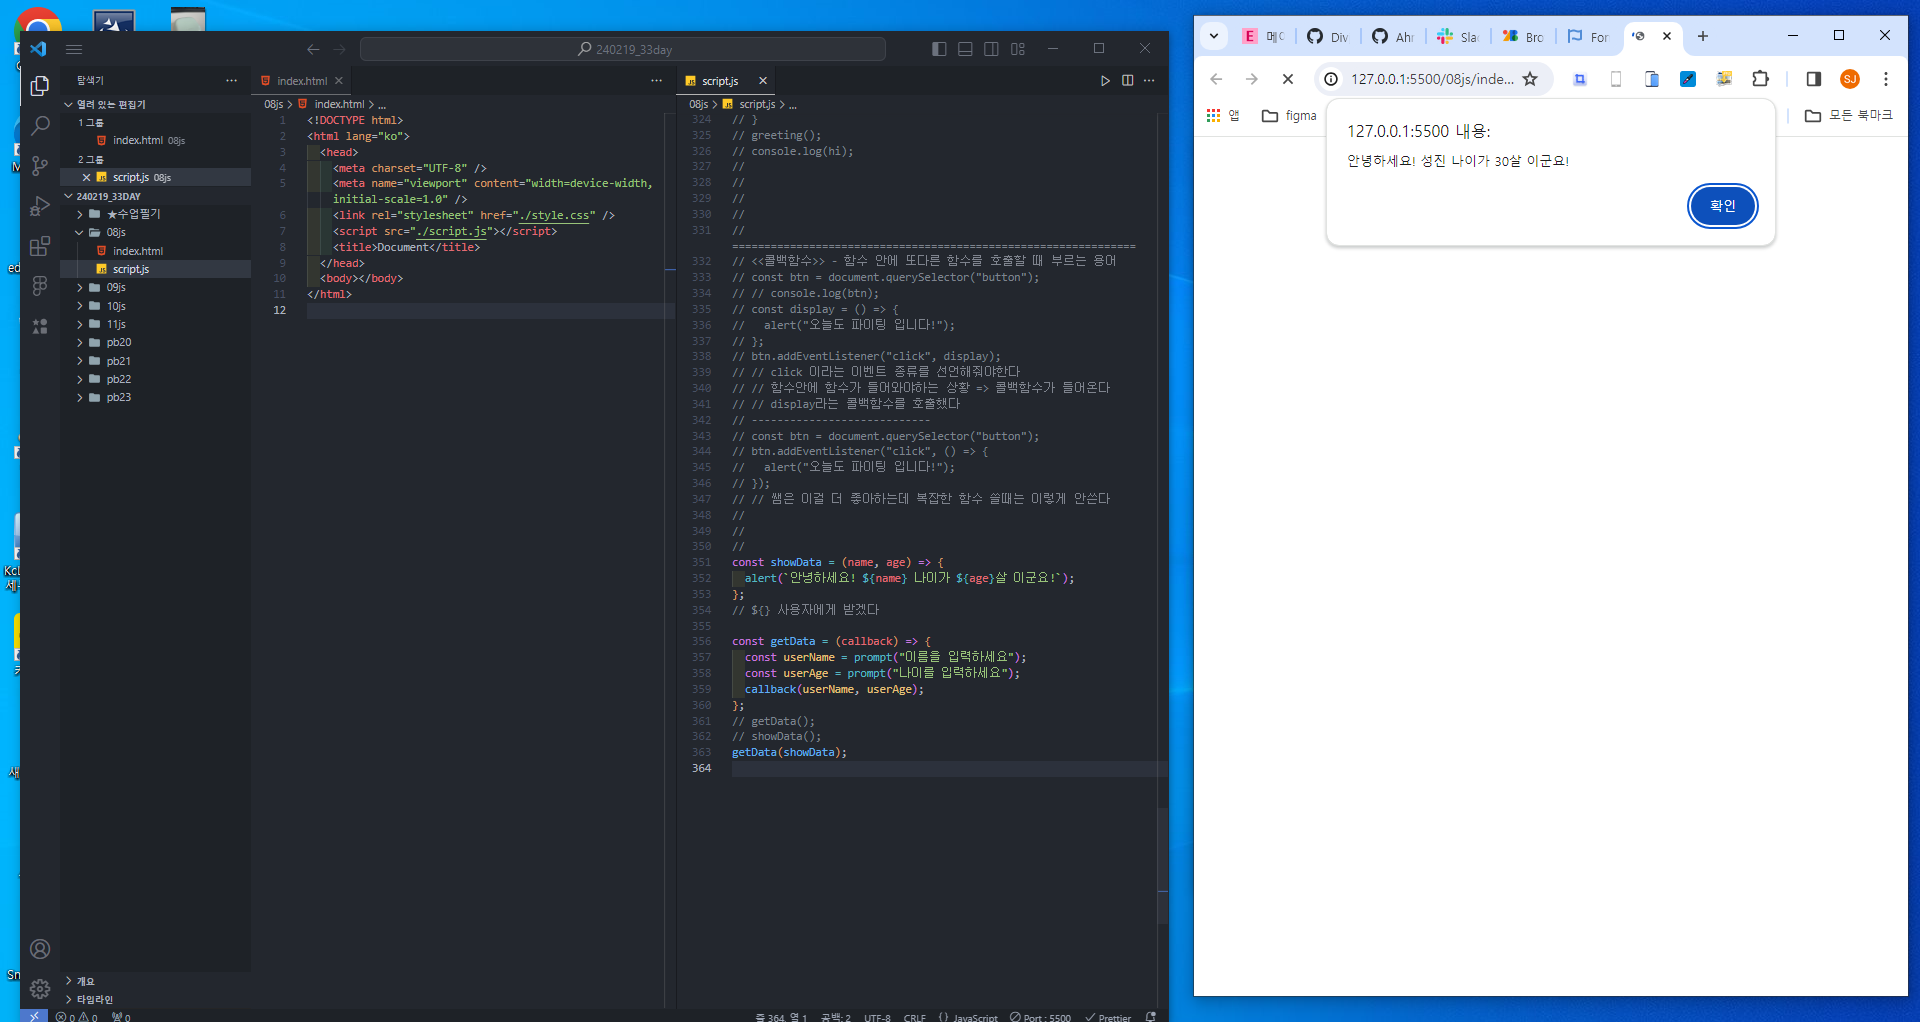 240219_33day
탐색기
열려 있는 편집기
1 그룹
index.html 08js
2 그룹
script.js 08js
240219_33DAY
★수업필기
08js
index.html
script.js
09js
10js
11js
pb20
pb21
pb22
pb23
개요
타임라인
index.html
08js > index.html > ...
1 <!DOCTYPE html>
2 <html lang="ko">
3 <head>
4 <meta charset="UTF-8" />
5 <meta name="viewport" content="width=device-width,
initial-scale=1.0" />
6 <link rel="stylesheet" href="./style.css" />
7 <script src="./script.js"></script>
8 <title>Document</title>
9 </head>
10 <body></body>
11 </html>
12
script.js
08js > script.js > ...
324 // }
325 // greeting();
326 // console.log(hi);
327 //
328 //
329 //
330 //
331 //
===============================================================
332 // <<콜백함수>> - 함수 안에 또다른 함수를 호출할 때 부르는 용어
333 // const btn = document.querySelector("button");
334 // // console.log(btn);
335 // const display = () => {
336 //   alert("오늘도 파이팅 입니다!");
337 // };
338 // btn.addEventListener("click", display);
339 // // click 이라는 이벤트 종류를 선언해줘야한다
340 // // 함수안에 함수가 들어와야하는 상황 => 콜백함수가 들어온다
341 // // display라는 콜백함수를 호출했다
342 // ----------------------------
343 // const btn = document.querySelector("button");
344 // btn.addEventListener("click", () => {
345 //   alert("오늘도 파이팅 입니다!");
346 // });
347 // // 쌤은 이걸 더 좋아하는데 복잡한 함수 쓸때는 이렇게 안쓴다
348 //
349 //
350 //
351 const showData = (name, age) => {
352   alert(`안녕하세요! ${name} 나이가 ${age}살 이군요!`);
353 };
354 // ${} 사용자에게 받겠다
355
356 const getData = (callback) => {
357   const userName = prompt("이름을 입력하세요");
358   const userAge = prompt("나이를 입력하세요");
359   callback(userName, userAge);
360 };
361 // getData();
362 // showData();
363 getData(showData);
364
0 0 0
줄 364, 열 1 공백: 2 UTF-8 CRLF {} JavaScript Port : 5500 Prettier
Div
Sla
Bro
For
127.0.0.1:5500/08js/inde...
SJ
앱
figma
모든 북마크
127.0.0.1:5500 내용:
안녕하세요! 성진 나이가 30살 이군요!
확인